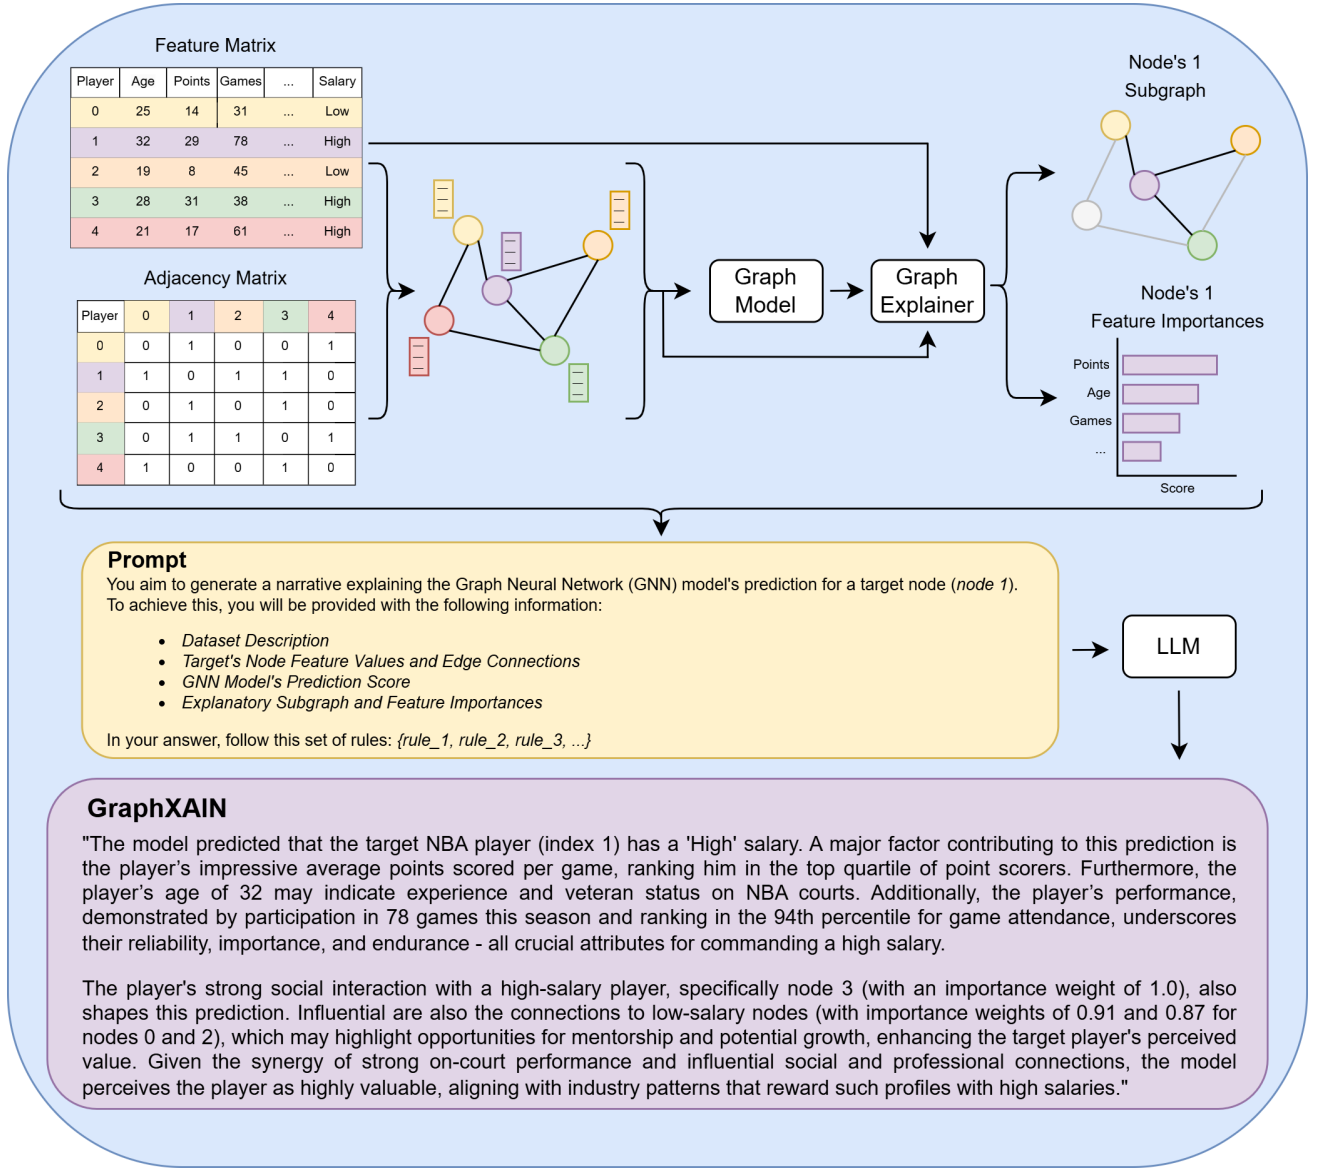 Feature Matrix
Player Age Points Games ... Salary
0 25 14 31 ... Low
1 32 29 78 ... High
2 19 8 45 ... Low
3 28 31 38 ... High
4 21 17 61 ... High
Adjacency Matrix
Player 0 1 2 3 4
0 0 1 0 0 1
1 1 0 1 1 0
2 0 1 0 1 0
3 0 1 1 0 1
4 1 0 0 1 0
Graph
Model
Graph
Explainer
Node's 1
Subgraph
Node's 1
Feature Importances
Points
Age
Games
...
Score
Prompt
You aim to generate a narrative explaining the Graph Neural Network (GNN) model's prediction for a target node (node 1).
To achieve this, you will be provided with the following information:
• Dataset Description
• Target's Node Feature Values and Edge Connections
• GNN Model's Prediction Score
• Explanatory Subgraph and Feature Importances
In your answer, follow this set of rules: {rule_1, rule_2, rule_3, ...}
LLM
GraphXAIN
"The model predicted that the target NBA player (index 1) has a 'High' salary. A major factor contributing to this prediction is
the player’s impressive average points scored per game, ranking him in the top quartile of point scorers. Furthermore, the
player’s age of 32 may indicate experience and veteran status on NBA courts. Additionally, the player’s performance,
demonstrated by participation in 78 games this season and ranking in the 94th percentile for game attendance, underscores
their reliability, importance, and endurance - all crucial attributes for commanding a high salary.
The player's strong social interaction with a high-salary player, specifically node 3 (with an importance weight of 1.0), also
shapes this prediction. Influential are also the connections to low-salary nodes (with importance weights of 0.91 and 0.87 for
nodes 0 and 2), which may highlight opportunities for mentorship and potential growth, enhancing the target player's perceived
value. Given the synergy of strong on-court performance and influential social and professional connections, the model
perceives the player as highly valuable, aligning with industry patterns that reward such profiles with high salaries."